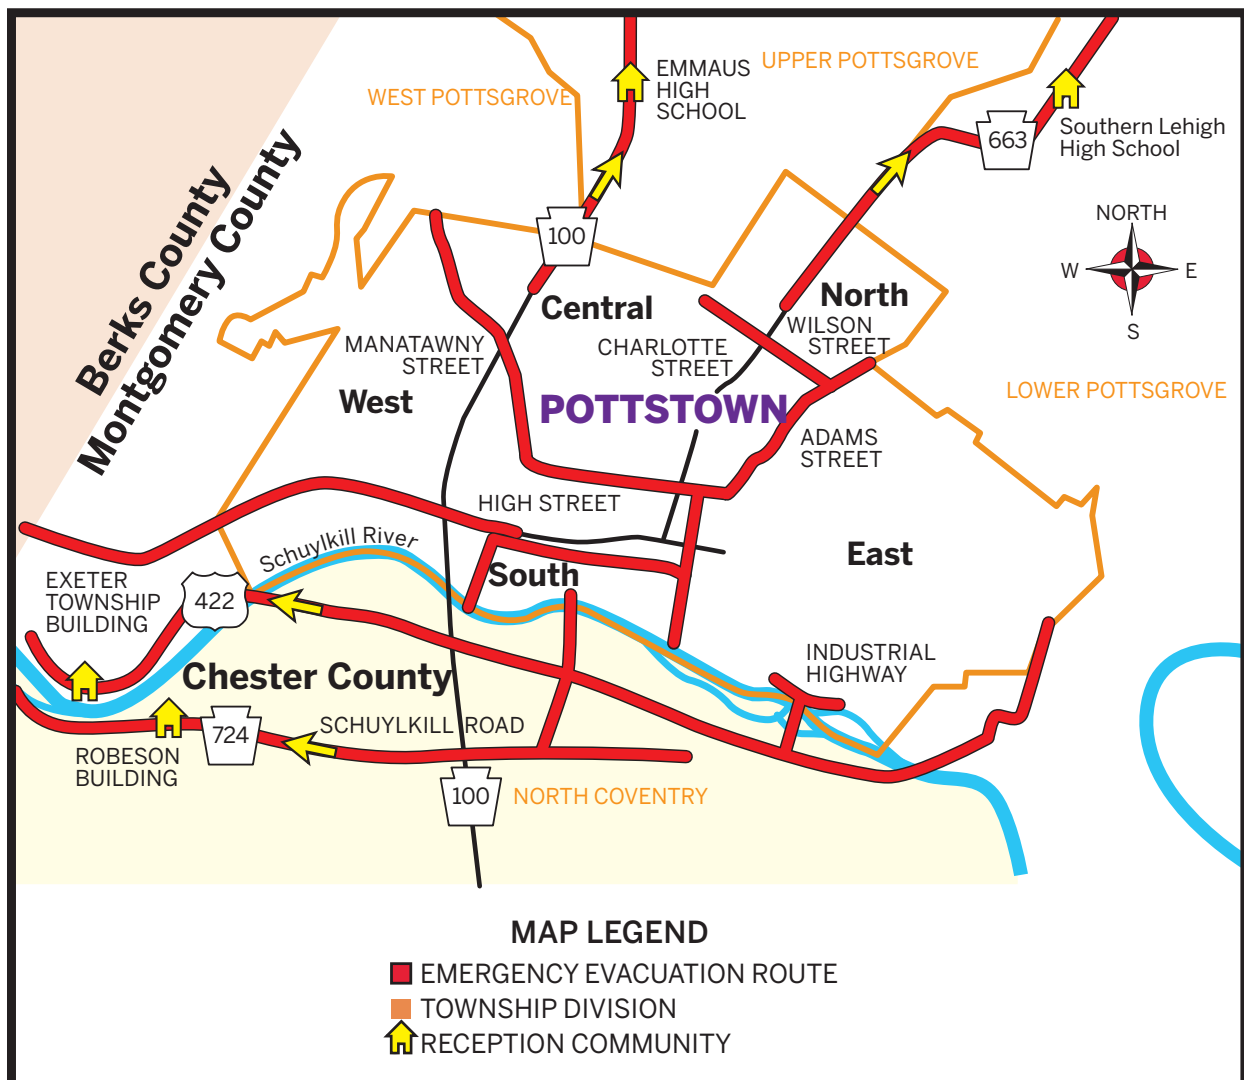 EMMAUS
HIGH
SCHOOL
UPPER POTTSGROVE
WEST POTTSGROVE
663
Southern Lehigh
High School
Berks County
Montgomery County
100
NORTH
W
E
S
Central
North
MANATAWNY
STREET
CHARLOTTE
STREET
WILSON
STREET
West
POTTSTOWN
LOWER POTTSGROVE
ADAMS
STREET
HIGH STREET
Schuylkill River
East
South
EXETER
TOWNSHIP
BUILDING
422
Chester County
INDUSTRIAL
HIGHWAY
724
SCHUYLKILL ROAD
ROBESON
BUILDING
100
NORTH COVENTRY
MAP LEGEND
EMERGENCY EVACUATION ROUTE
TOWNSHIP DIVISION
RECEPTION COMMUNITY